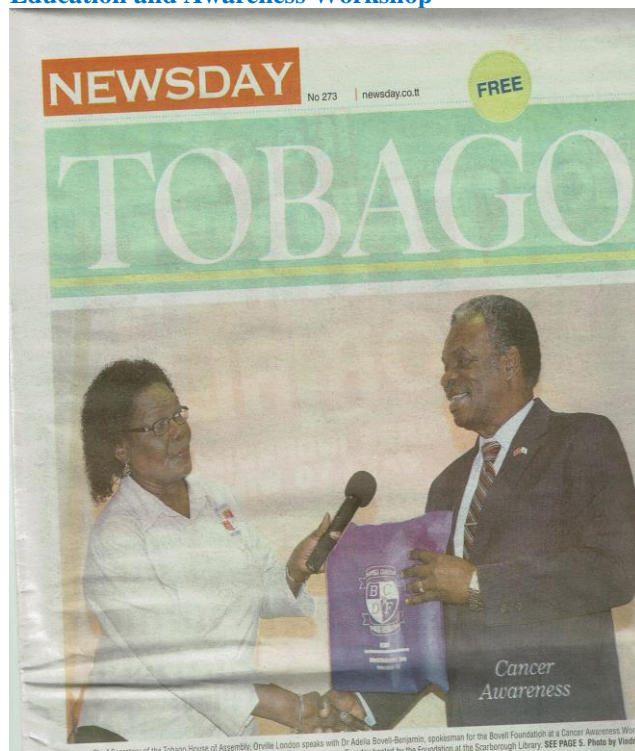 Education and Awareness Workshop
NEWSDAY
No 273 | newsday.co.tt
FREE
TOBAGO
B C
D F
Cancer
Awareness
Secretary of the Tobago House of Assembly, Orville London speaks with Dr Adella Bovell-Benjamin, spokesman for the Bovell Foundation at a Cancer Awareness
hosted by the Foundation at the Scarborough Library. SEE PAGE 5. Photo by